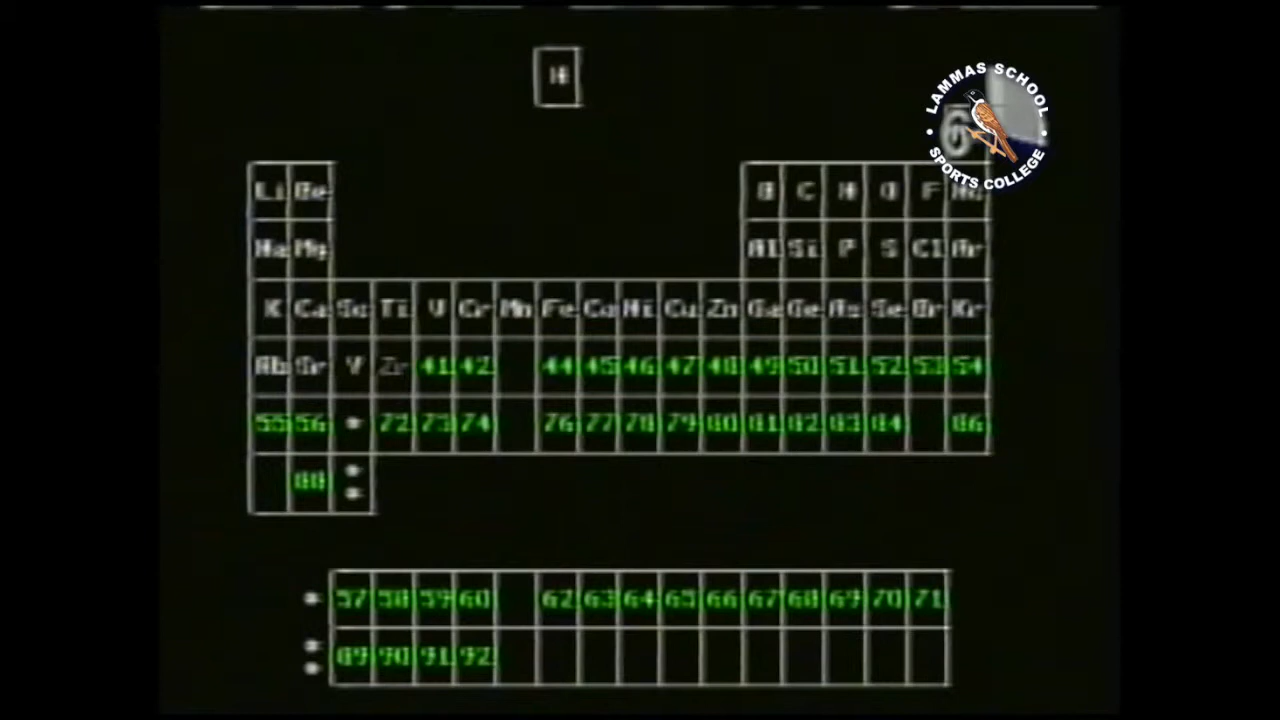 H
LAMMAS SCHOOL
SPORTS COLLEGE
6
Li Be B C N O F
Na Mg Al Si P S Cl Ar
K Ca Sc Ti V Cr Mn Fe Co Ni Cu Zn Ga Ge As Se Br Kr
Rb Sr Y Zr 41 42 44 45 46 47 48 49 50 51 52 53 54
55 56 * 72 73 74 76 77 78 79 80 81 82 83 84 86
88 * *
* 57 58 59 60 62 63 64 65 66 67 68 69 70 71
* * 89 90 91 92